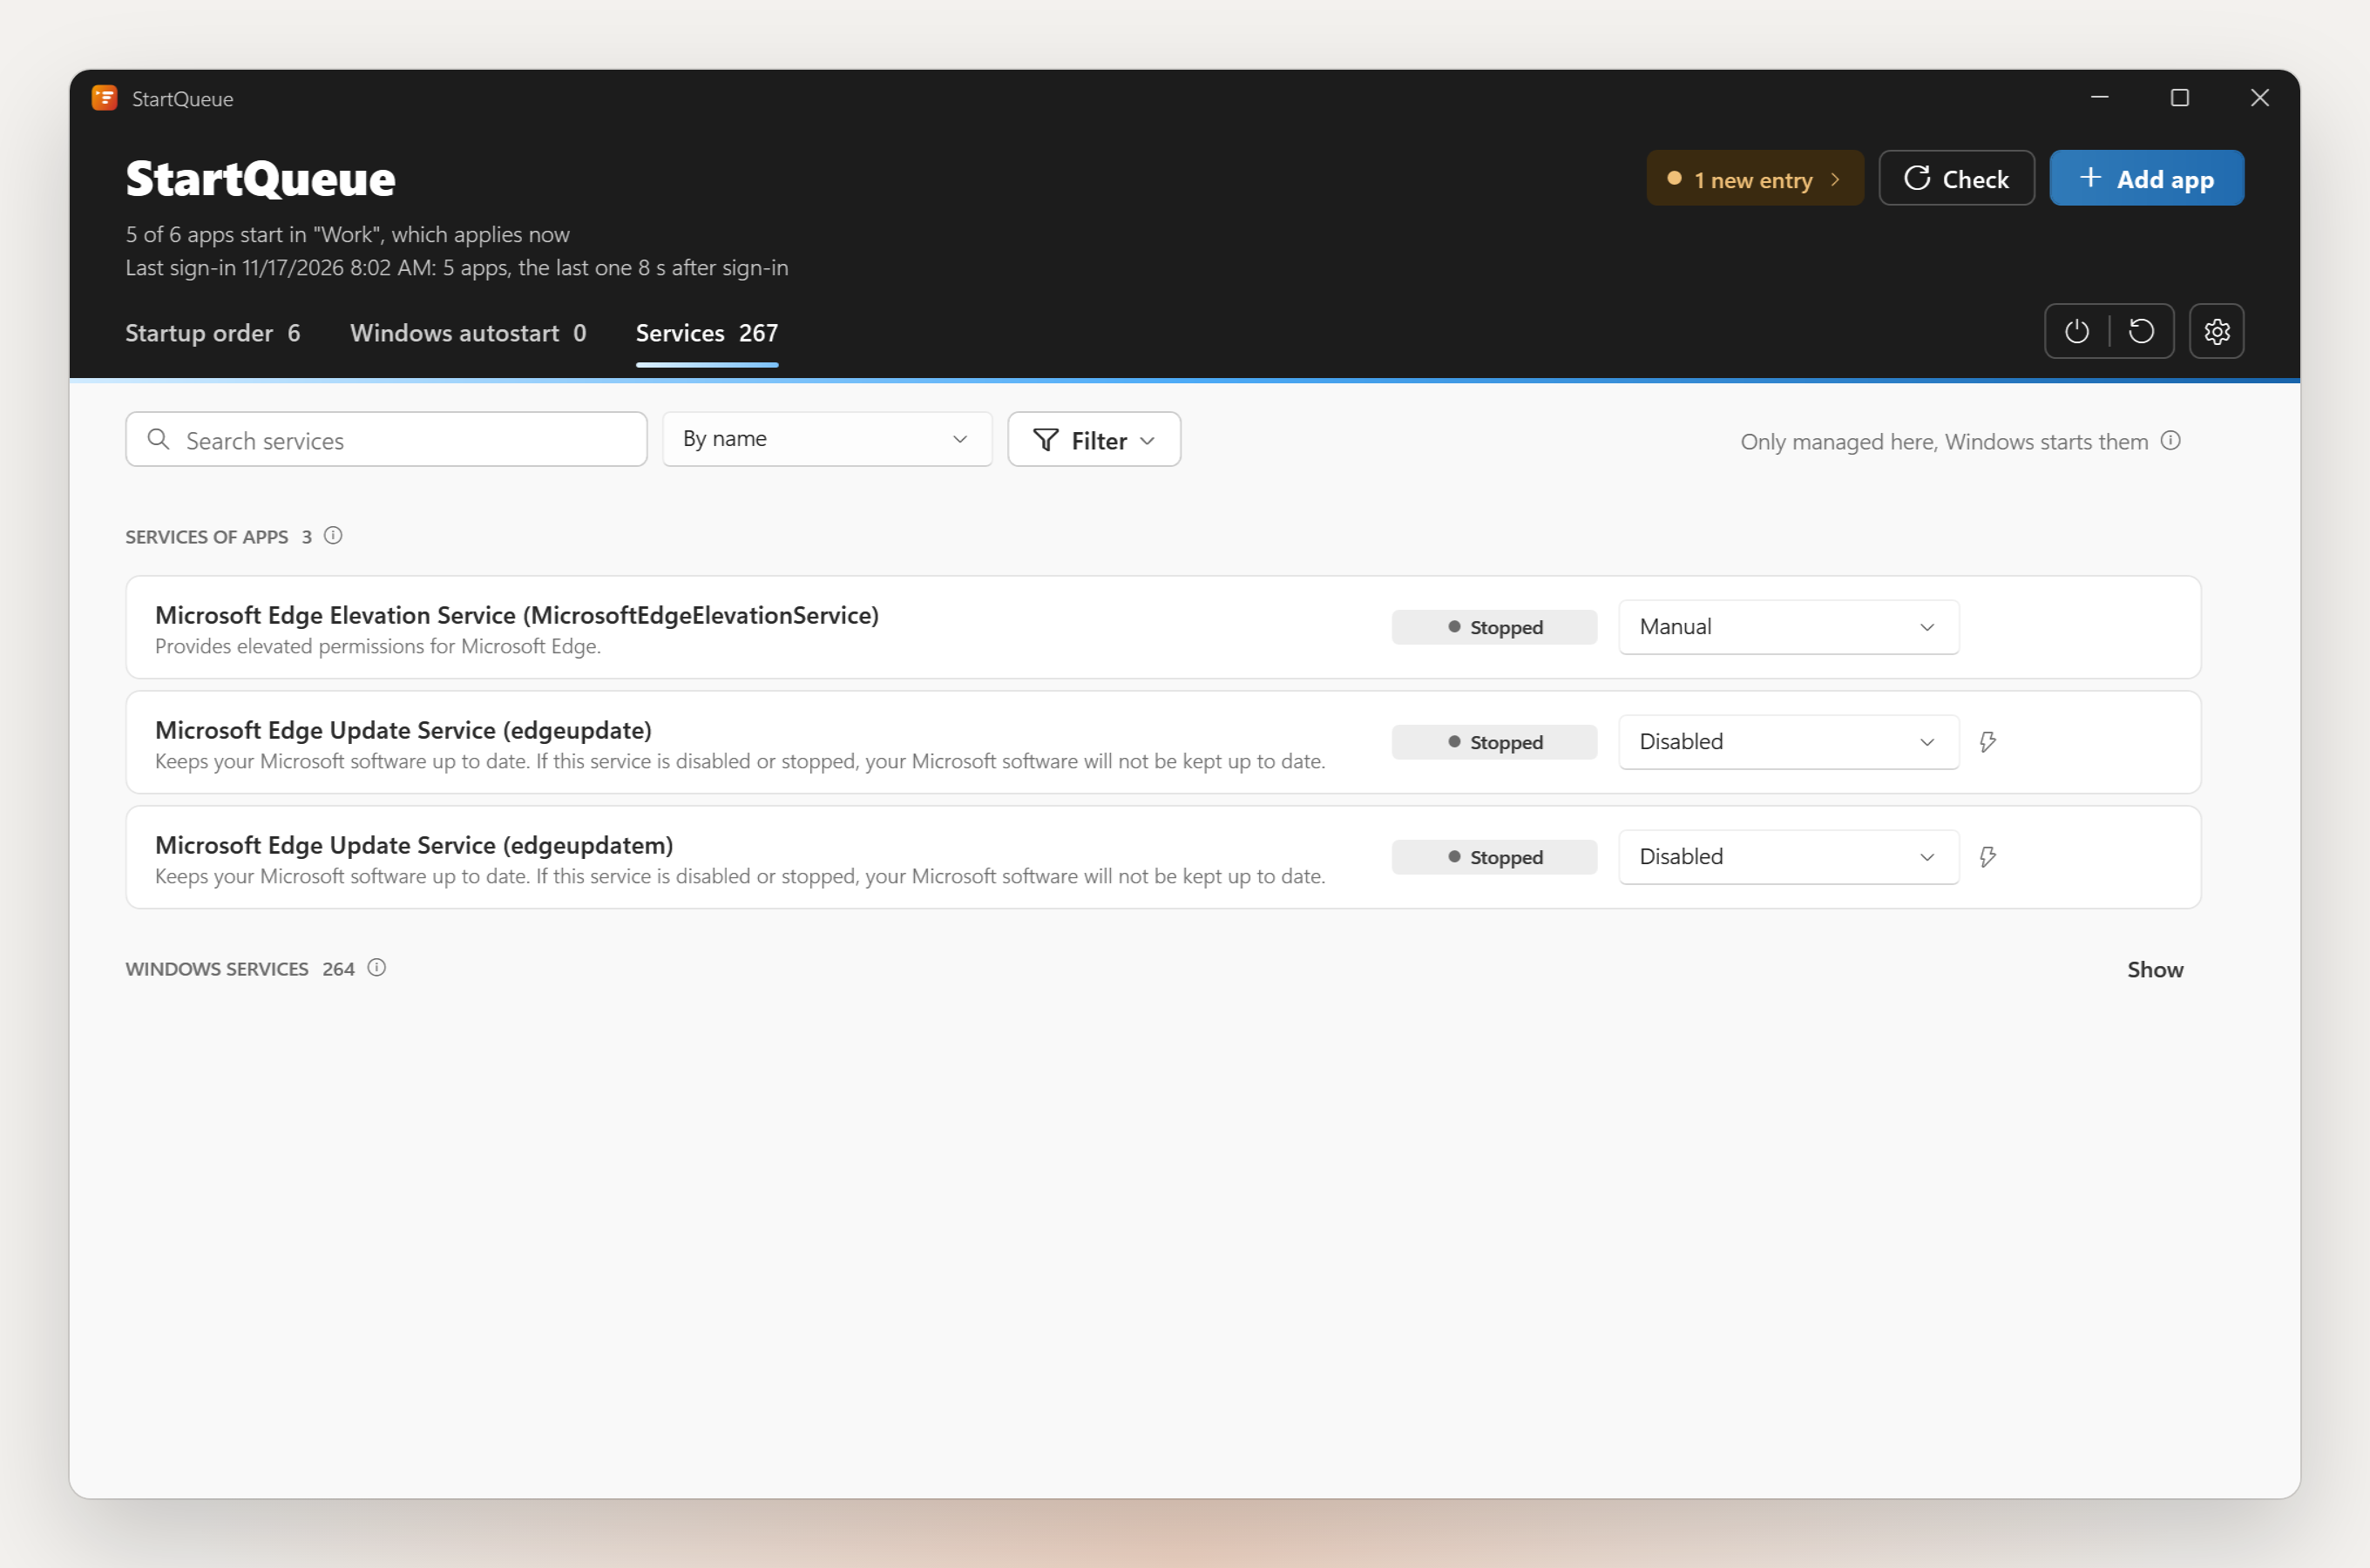 StartQueue
StartQueue
1 new entry
Check
Add app
5 of 6 apps start in "Work", which applies now
Last sign-in 11/17/2026 8:02 AM: 5 apps, the last one 8 s after sign-in
Startup order 6
Windows autostart 0
Services 267
Search services
By name
Filter
Only managed here, Windows starts them
SERVICES OF APPS 3
Microsoft Edge Elevation Service (MicrosoftEdgeElevationService)
Provides elevated permissions for Microsoft Edge.
Stopped
Manual
Microsoft Edge Update Service (edgeupdate)
Keeps your Microsoft software up to date. If this service is disabled or stopped, your Microsoft software will not be kept up to date.
Stopped
Disabled
Microsoft Edge Update Service (edgeupdatem)
Keeps your Microsoft software up to date. If this service is disabled or stopped, your Microsoft software will not be kept up to date.
Stopped
Disabled
WINDOWS SERVICES 264
Show